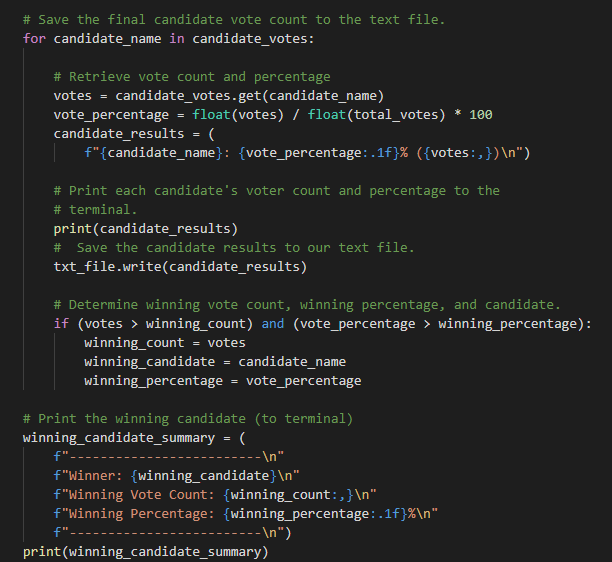 # Save the final candidate vote count to the text file.
for candidate_name in candidate_votes:
# Retrieve vote count and percentage
votes = candidate_votes.get(candidate_name)
vote_percentage = float(votes) / float(total_votes) * 100
candidate_results = (
f"{candidate_name}: {vote_percentage:.1f}% ({votes:,})\n")
# Print each candidate's voter count and percentage to the
# terminal.
print(candidate_results)
#  Save the candidate results to our text file.
txt_file.write(candidate_results)
# Determine winning vote count, winning percentage, and candidate.
if (votes > winning_count) and (vote_percentage > winning_percentage):
winning_count = votes
winning_candidate = candidate_name
winning_percentage = vote_percentage
# Print the winning candidate (to terminal)
winning_candidate_summary = (
f"-------------------------\n"
f"Winner: {winning_candidate}\n"
f"Winning Vote Count: {winning_count:,}\n"
f"Winning Percentage: {winning_percentage:.1f}%\n"
f"-------------------------\n")
print(winning_candidate_summary)